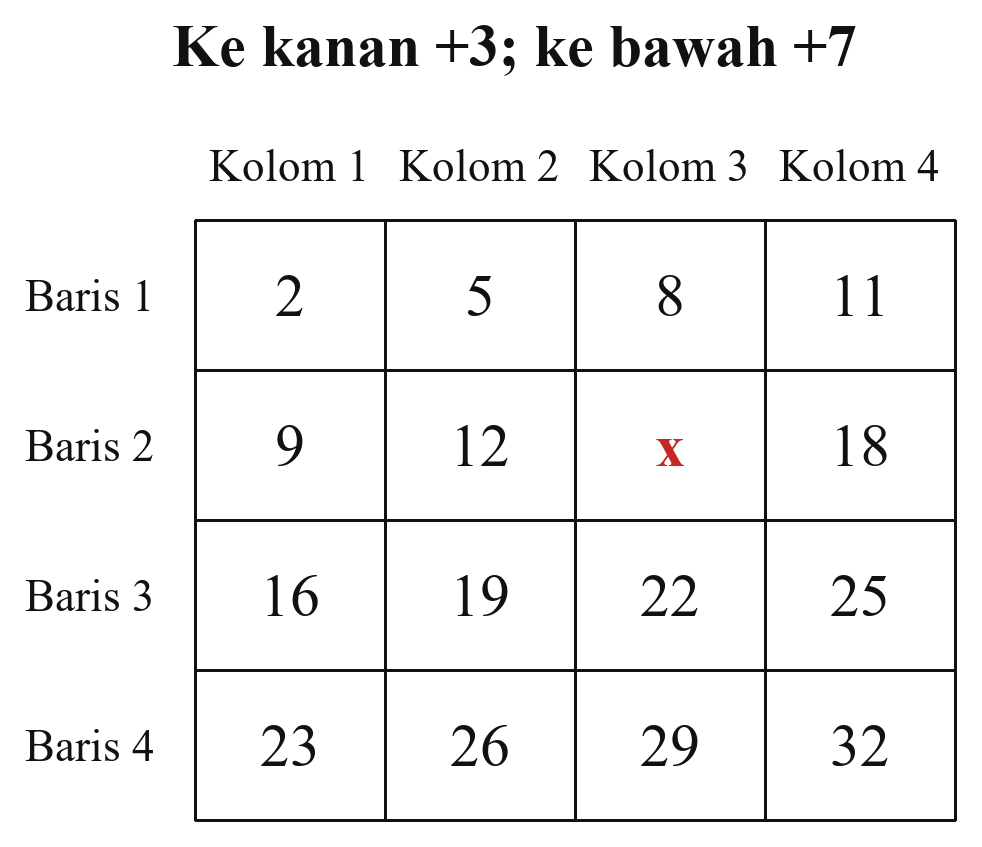 Ke kanan +3; ke bawah +7
Kolom 1 Kolom 2 Kolom 3 Kolom 4
Baris 1 2 5 8 11
Baris 2 9 12 x 18
Baris 3 16 19 22 25
Baris 4 23 26 29 32